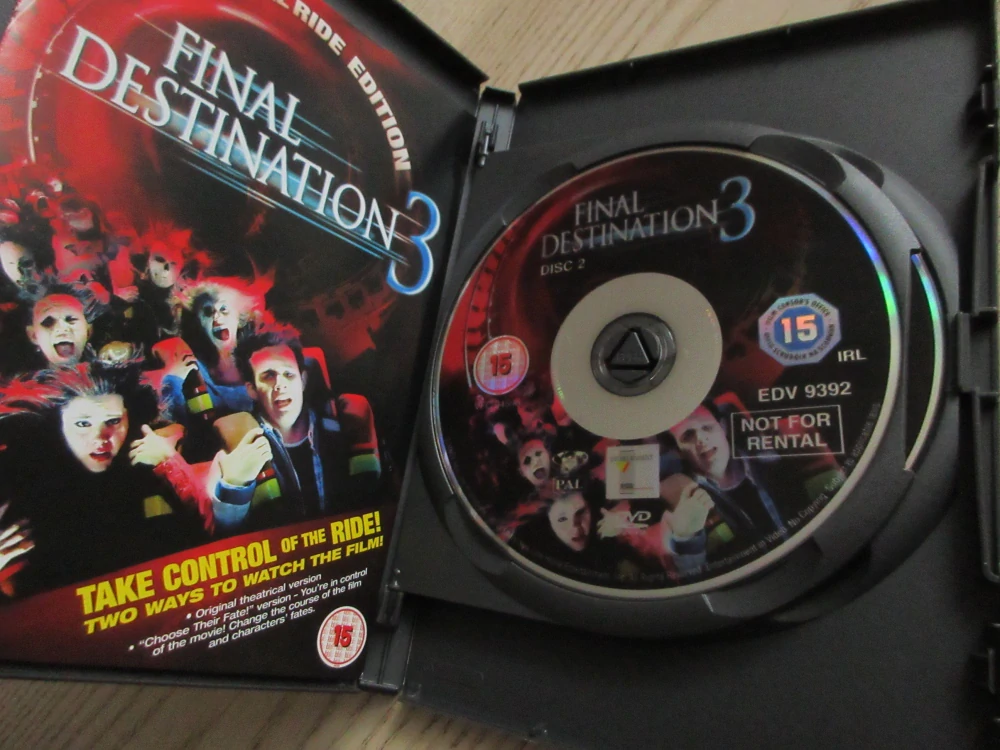 RIDE EDITION
FINAL
DESTINATION
3
TAKE CONTROL OF THE RIDE!
TWO WAYS TO WATCH THE FILM!
• Original theatrical version
• "Choose Their Fate!" version - You're in control
of the movie! Change the course of the film
and characters' fates.
15
FINAL
DESTINATION 3
DISC 2
15
15
IRL
EDV 9392
NOT FOR
RENTAL
PAL
DVD